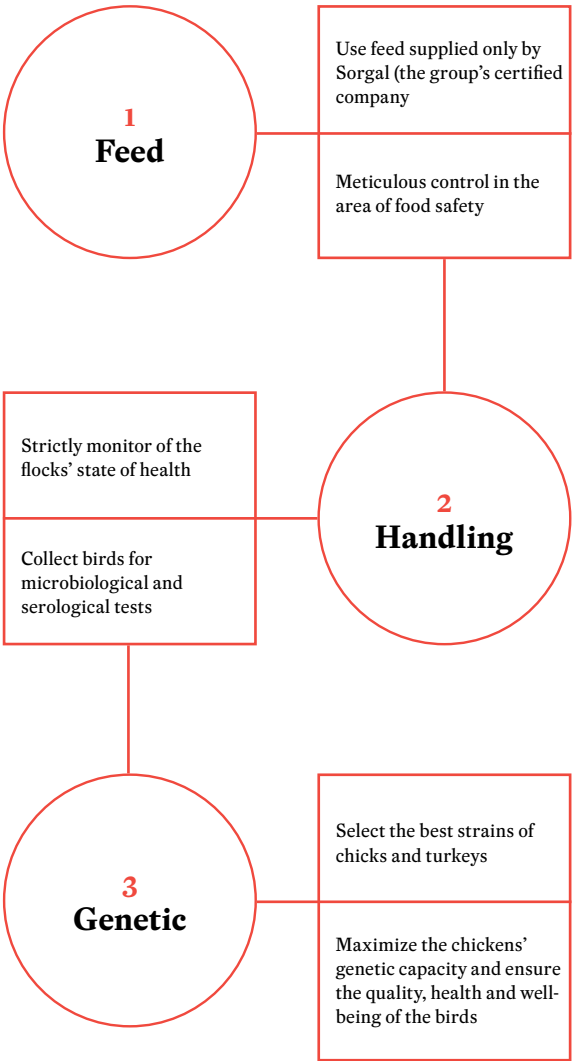 1
Feed
Use feed supplied only by
Sorgal (the group's certified
company
Meticulous control in the
area of food safety
2
Handling
Strictly monitor of the
flocks' state of health
Collect birds for
microbiological and
serological tests
3
Genetic
Select the best strains of
chicks and turkeys
Maximize the chickens'
genetic capacity and ensure
the quality, health and well-
being of the birds